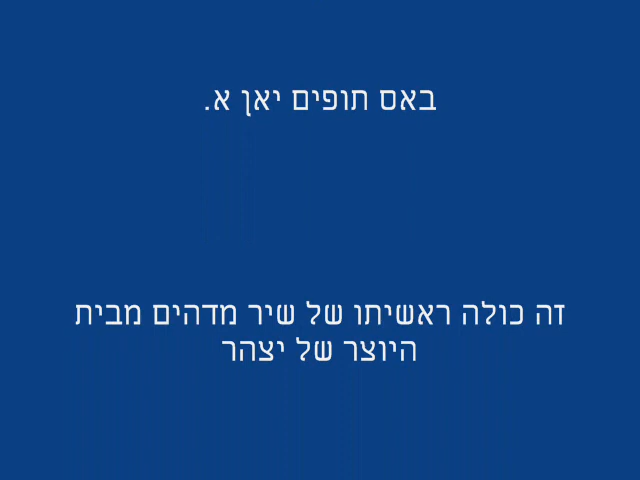 באס תופים יאן א.
זה כולה ראשיתו של שיר מדהים מבית
היוצר של יצהר